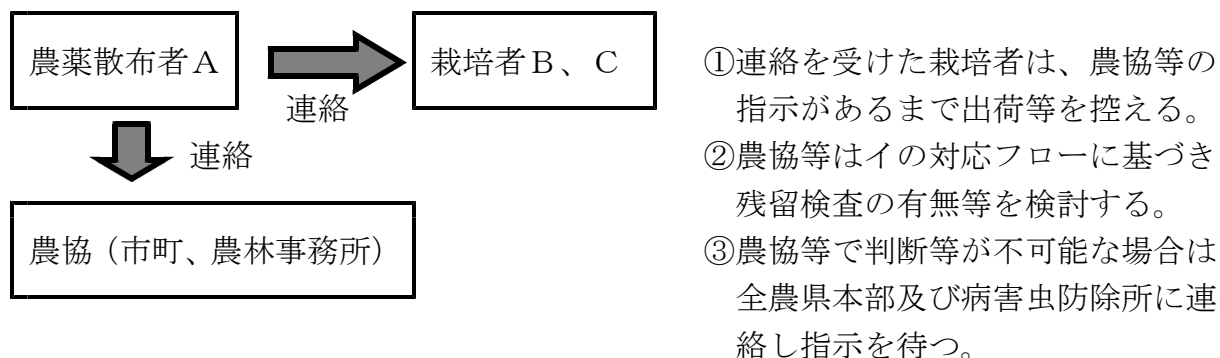 農薬散布者A
連絡
栽培者B、C
連絡
農協（市町、農林事務所）
①連絡を受けた栽培者は、農協等の
指示があるまで出荷等を控える。
②農協等はイの対応フローに基づき
残留検査の有無等を検討する。
③農協等で判断等が不可能な場合は
全農県本部及び病害虫防除所に連
絡し指示を待つ。